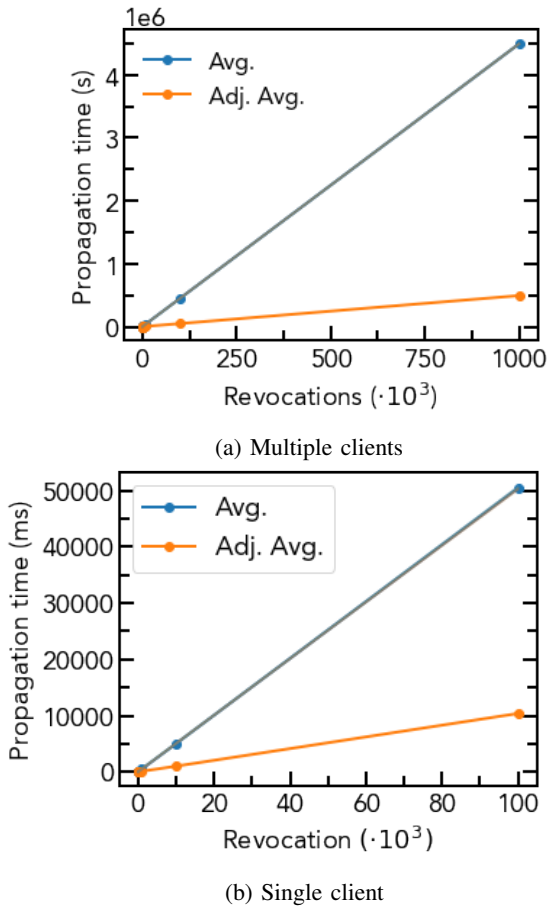 1e6
Avg.
Adj. Avg.
Propagation time (s)
4
3
2
1
0
0 250 500 750 1000
Revocations (·10³)
(a) Multiple clients
Avg.
Adj. Avg.
Propagation time (ms)
50000
40000
30000
20000
10000
0
0 20 40 60 80 100
Revocation (·10³)
(b) Single client